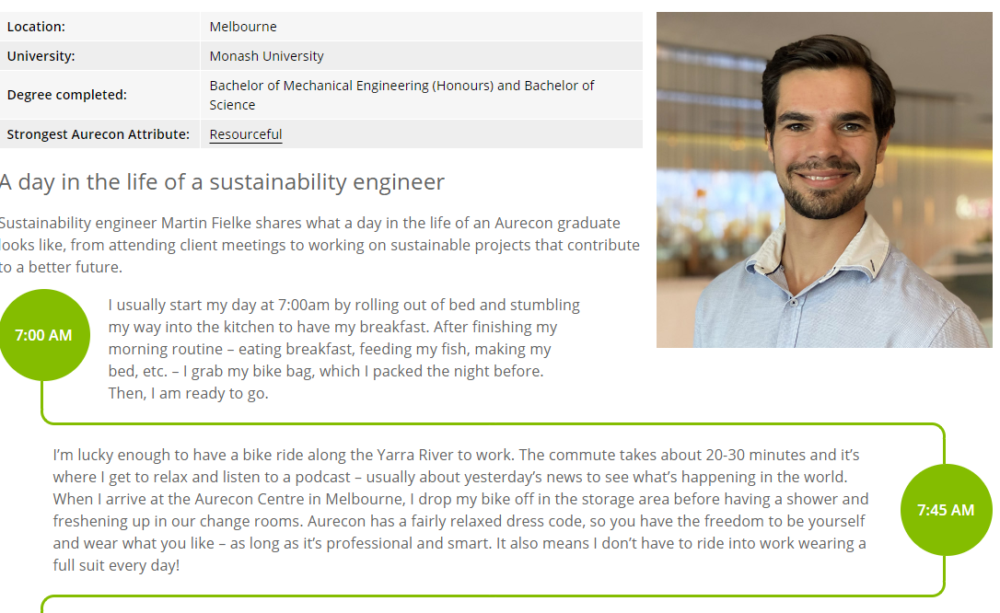 Location: Melbourne
University: Monash University
Degree completed: Bachelor of Mechanical Engineering (Honours) and Bachelor of
Science
Strongest Aurecon Attribute: Resourceful
A day in the life of a sustainability engineer
Sustainability engineer Martin Fielke shares what a day in the life of an Aurecon graduate
looks like, from attending client meetings to working on sustainable projects that contribute
to a better future.
7:00 AM
I usually start my day at 7:00am by rolling out of bed and stumbling
my way into the kitchen to have my breakfast. After finishing my
morning routine – eating breakfast, feeding my fish, making my
bed, etc. – I grab my bike bag, which I packed the night before.
Then, I am ready to go.
I’m lucky enough to have a bike ride along the Yarra River to work. The commute takes about 20-30 minutes and it’s
where I get to relax and listen to a podcast – usually about yesterday’s news to see what’s happening in the world.
When I arrive at the Aurecon Centre in Melbourne, I drop my bike off in the storage area before having a shower and
freshening up in our change rooms. Aurecon has a fairly relaxed dress code, so you have the freedom to be yourself
and wear what you like – as long as it’s professional and smart. It also means I don’t have to ride into work wearing a
full suit every day!
7:45 AM